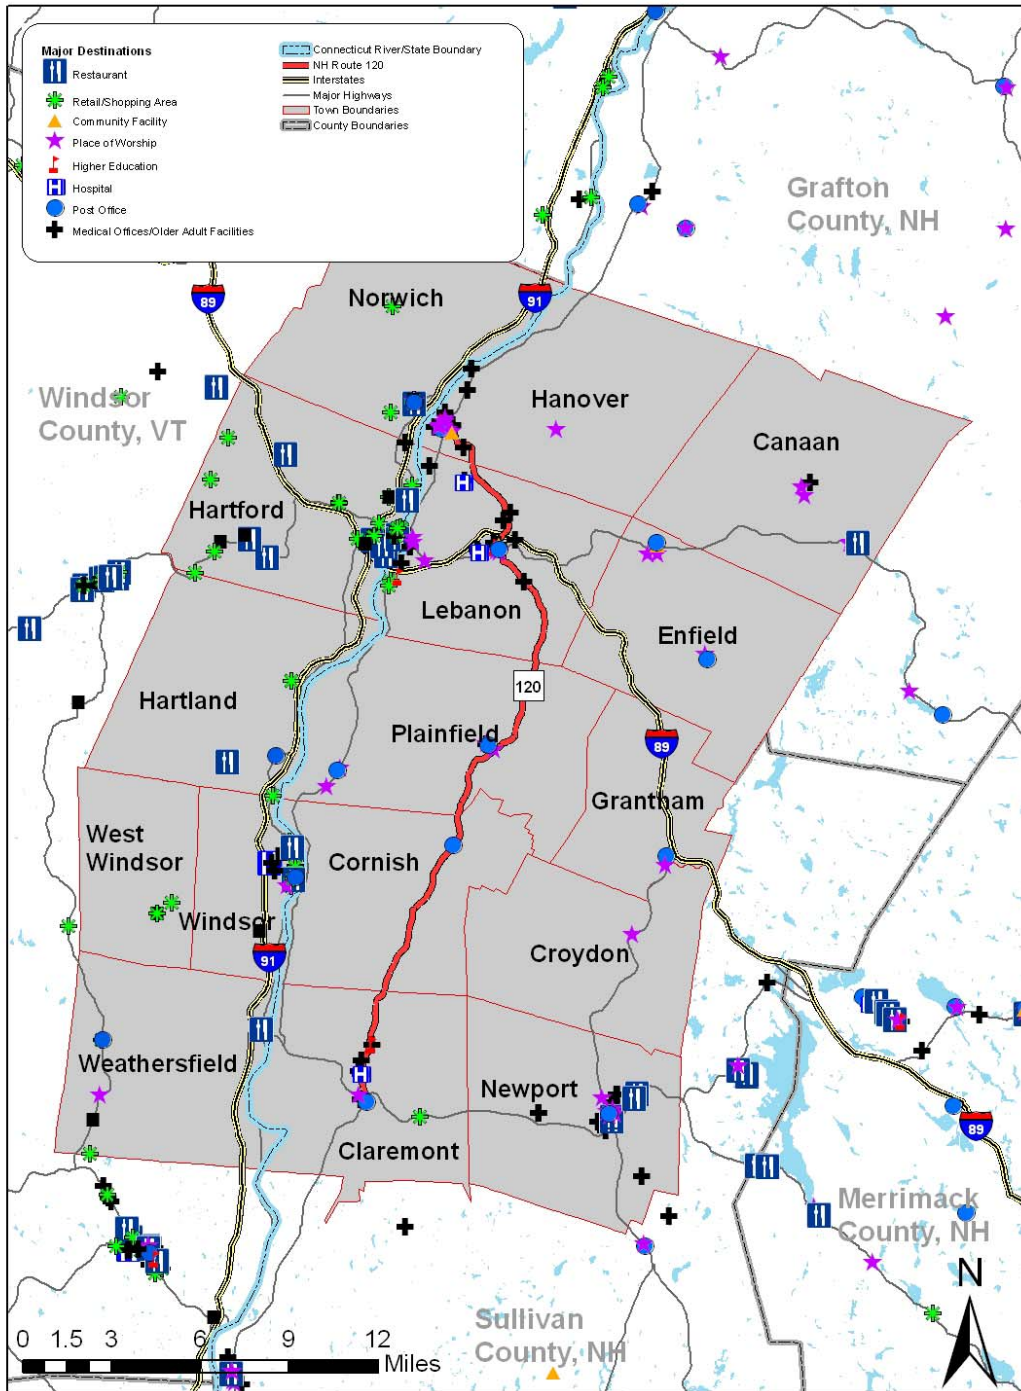 Major Destinations
Restaurant
Retail/Shopping Area
Community Facility
Place of Worship
Higher Education
H Hospital
Post Office
Medical Offices/Older Adult Facilities
Connecticut River/State Boundary
NH Route 120
Interstates
Major Highways
Town Boundaries
County Boundaries
Grafton
County, NH
Norwich
89
91
Windsor
County, VT
Hanover
Canaan
H
Hartford
H
Lebanon
Enfield
120
Hartland
Plainfield
89
Grantham
West
Windsor
Cornish
H
Windsor
Croydon
91
Weathersfield
H
Newport
Claremont
89
Merrimack
County, NH
N
Sullivan
County, NH
0 1.5 3 6 9 12
Miles